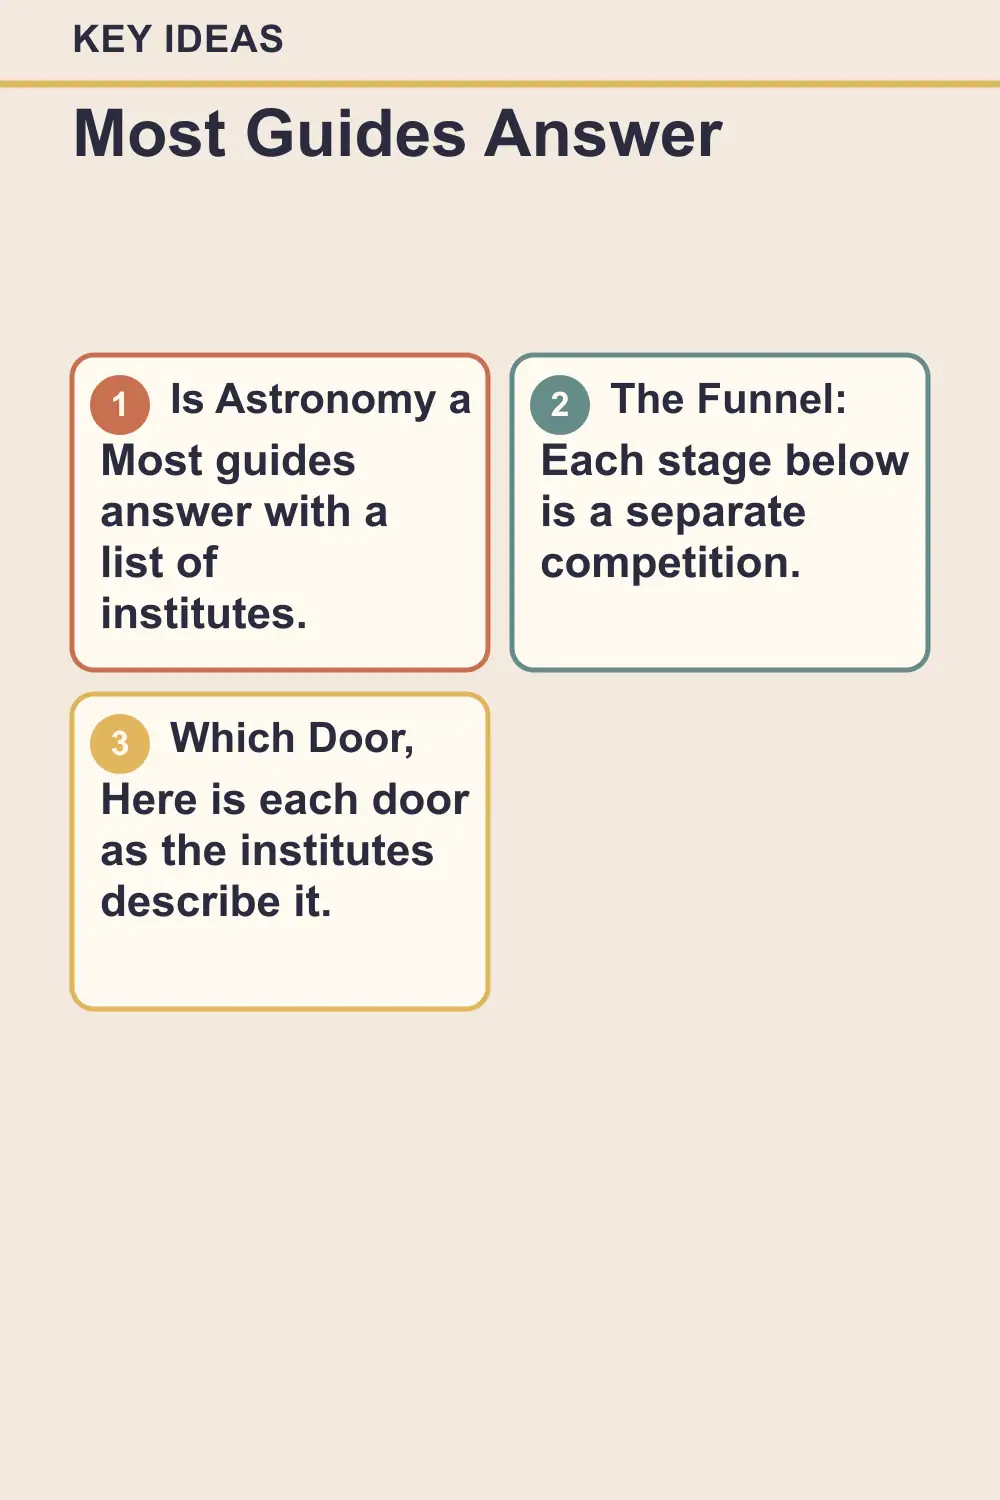 KEY IDEAS
Most Guides Answer
1
Is Astronomy a
Most guides
answer with a
list of
institutes.
2
The Funnel:
Each stage below
is a separate
competition.
3
Which Door,
Here is each door
as the institutes
describe it.